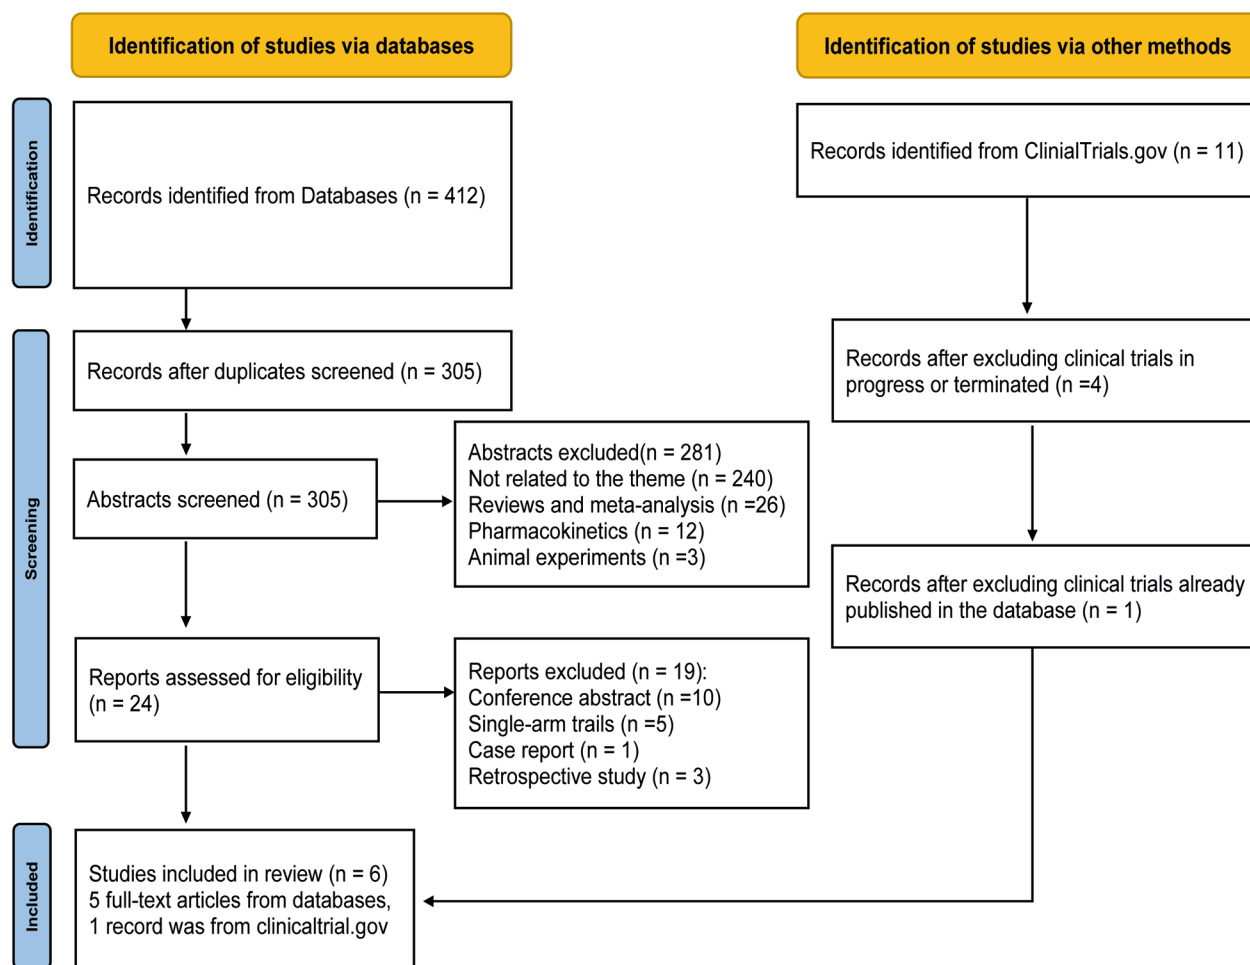 Identification of studies via databases
Identification of studies via other methods
Identification
Records identified from Databases (n = 412)
Records identified from ClinialTrials.gov (n = 11)
Screening
Records after duplicates screened (n = 305)
Records after excluding clinical trials in
progress or terminated (n =4)
Abstracts screened (n = 305)
Abstracts excluded(n = 281)
Not related to the theme (n = 240)
Reviews and meta-analysis (n =26)
Pharmacokinetics (n = 12)
Animal experiments (n =3)
Records after excluding clinical trials already
published in the database (n = 1)
Reports assessed for eligibility
(n = 24)
Reports excluded (n = 19):
Conference abstract (n =10)
Single-arm trails (n =5)
Case report (n = 1)
Retrospective study (n = 3)
Included
Studies included in review (n = 6)
5 full-text articles from databases,
1 record was from clinicaltrial.gov